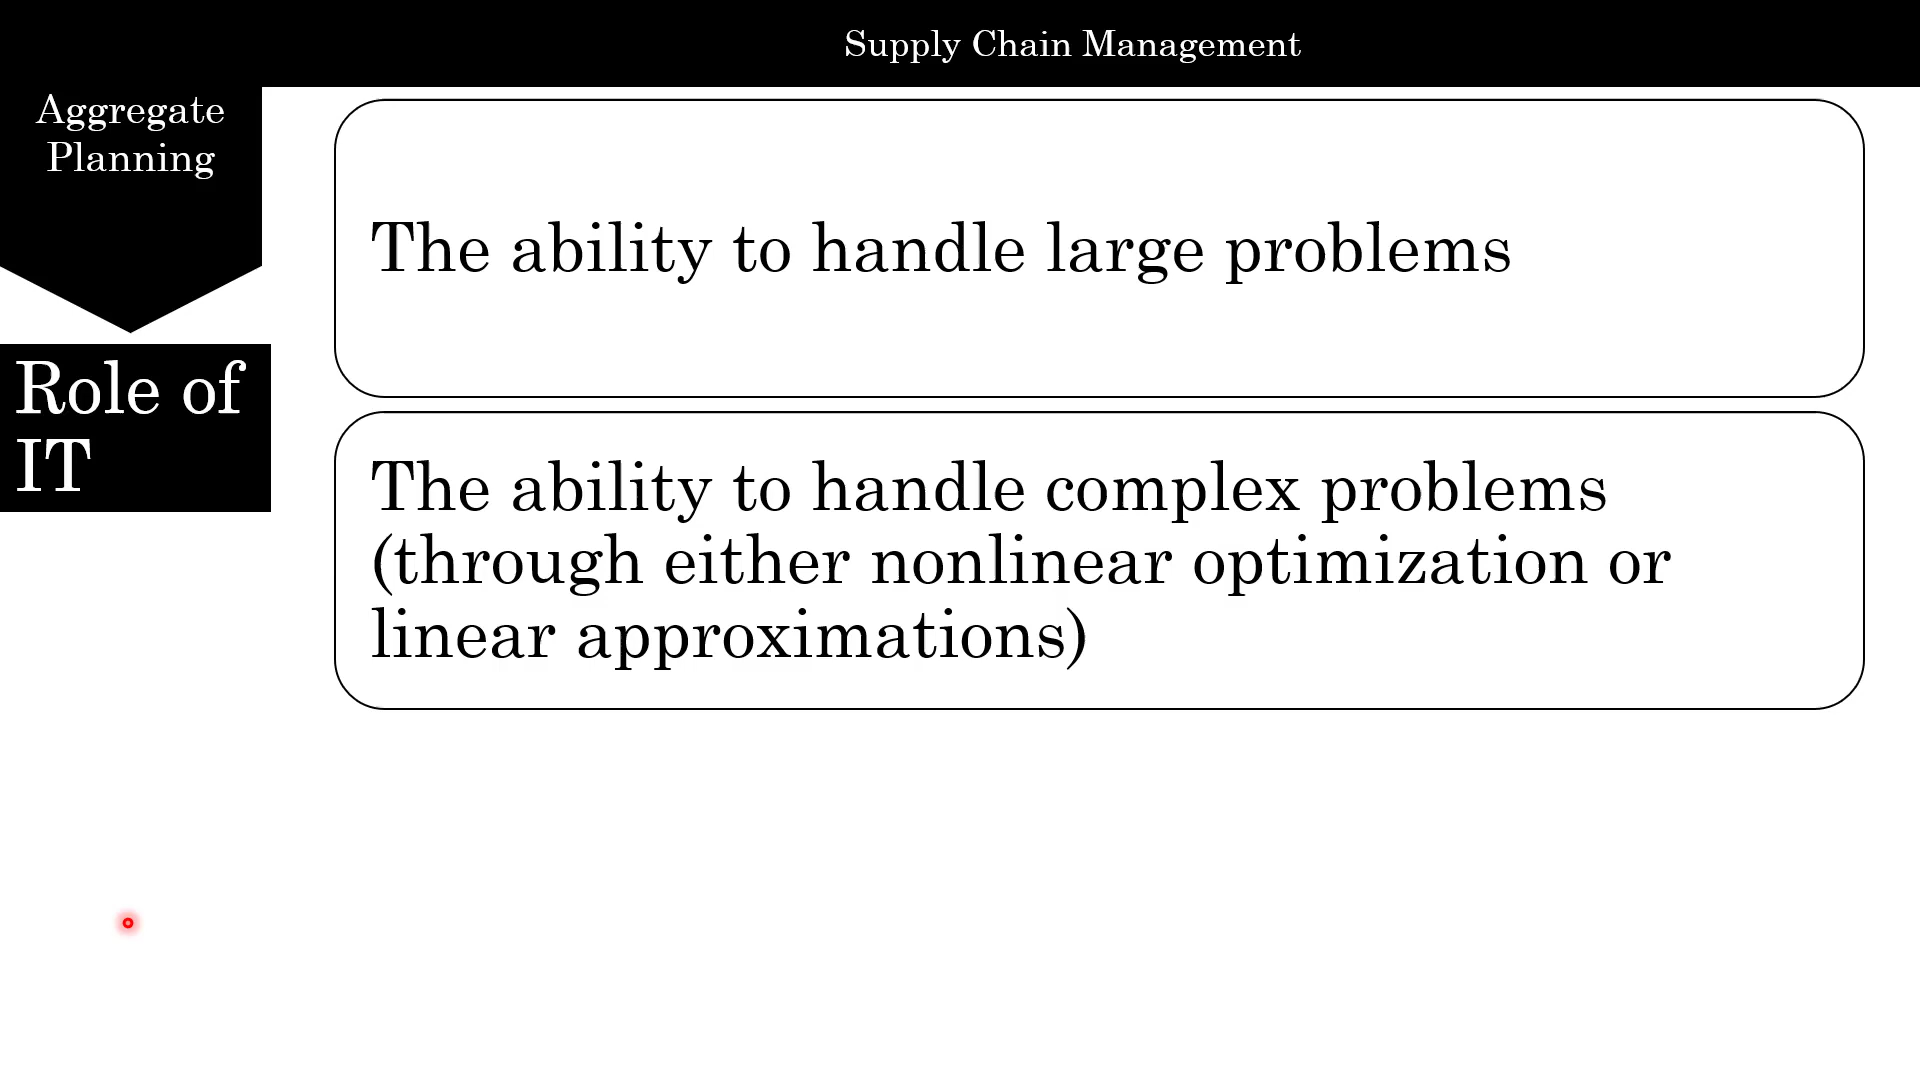 Supply Chain Management
Aggregate
Planning
Role of
IT
The ability to handle large problems
The ability to handle complex problems
(through either nonlinear optimization or
linear approximations)